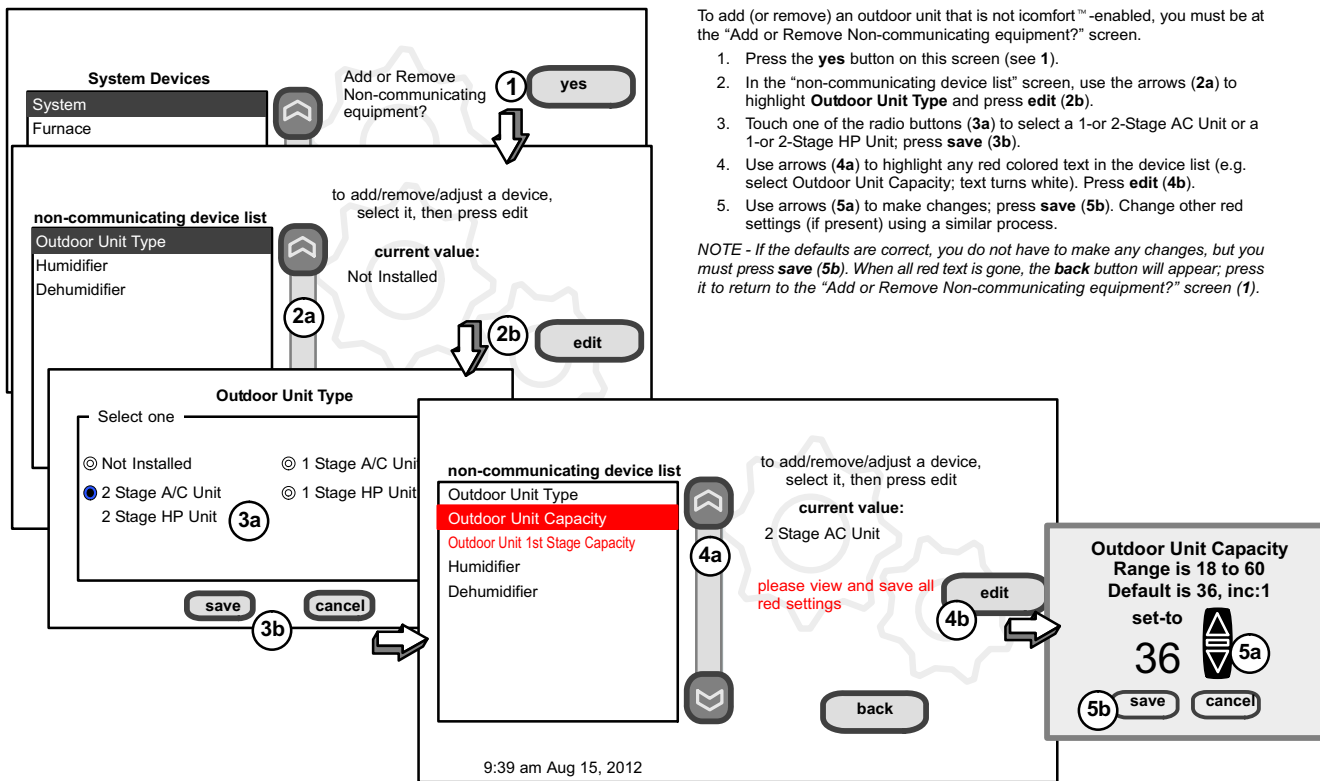 System Devices
System
Furnace
Add or Remove
Non-communicating
equipment?
1
yes
non-communicating device list
Outdoor Unit Type
Humidifier
Dehumidifier
2a
to add/remove/adjust a device,
select it, then press edit
current value:
Not Installed
2b
edit
Outdoor Unit Type
Select one
Not Installed
1 Stage A/C Uni
2 Stage A/C Unit
1 Stage HP Unit
2 Stage HP Unit
3a
save
cancel
3b
non-communicating device list
Outdoor Unit Type
Outdoor Unit Capacity
Outdoor Unit 1st Stage Capacity
Humidifier
Dehumidifier
4a
to add/remove/adjust a device,
select it, then press edit
current value:
2 Stage AC Unit
please view and save all
red settings
edit
4b
back
9:39 am Aug 15, 2012
Outdoor Unit Capacity
Range is 18 to 60
Default is 36, inc:1
set-to
36
5a
5b
save
cancel
To add (or remove) an outdoor unit that is not icomfort™-enabled, you must be at
the “Add or Remove Non-communicating equipment?” screen.
1. Press the yes button on this screen (see 1).
2. In the “non-communicating device list” screen, use the arrows (2a) to
highlight Outdoor Unit Type and press edit (2b).
3. Touch one of the radio buttons (3a) to select a 1-or 2-Stage AC Unit or a
1-or 2-Stage HP Unit; press save (3b).
4. Use arrows (4a) to highlight any red colored text in the device list (e.g.
select Outdoor Unit Capacity; text turns white). Press edit (4b).
5. Use arrows (5a) to make changes; press save (5b). Change other red
settings (if present) using a similar process.
NOTE - If the defaults are correct, you do not have to make any changes, but you
must press save (5b). When all red text is gone, the back button will appear; press
it to return to the “Add or Remove Non-communicating equipment?” screen (1).